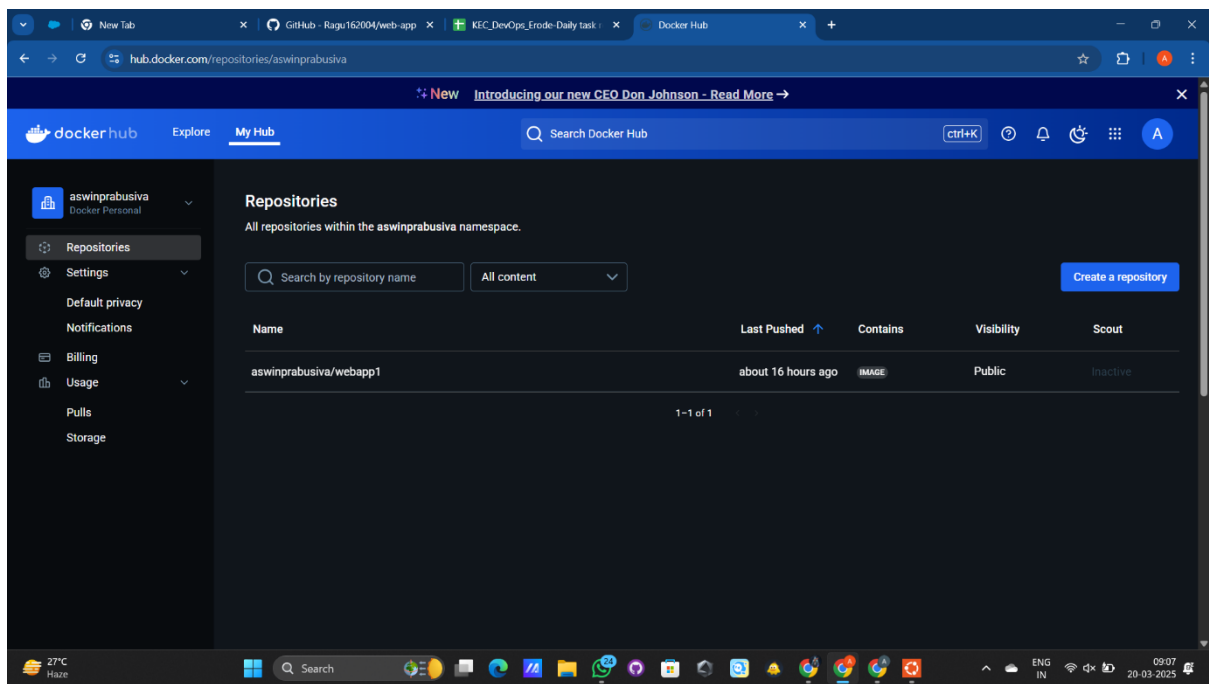 New Tab
GitHub - Ragu162004/web-app
KEC_DevOps_Erode-Daily task
Docker Hub
hub.docker.com/repositories/aswinprabusiva
New Introducing our new CEO Don Johnson - Read More →
dockerhub
Explore
My Hub
Search Docker Hub
ctrl+K
A
aswinprabusiva
Docker Personal
Repositories
Settings
Default privacy
Notifications
Billing
Usage
Pulls
Storage
Repositories
All repositories within the aswinprabusiva namespace.
Search by repository name
All content
Create a repository
Name Last Pushed Contains Visibility Scout
aswinprabusiva/webapp1 about 16 hours ago IMAGE Public Inactive
1–1 of 1
27°C
Haze
Search
ENG
IN
09:07
20-03-2025